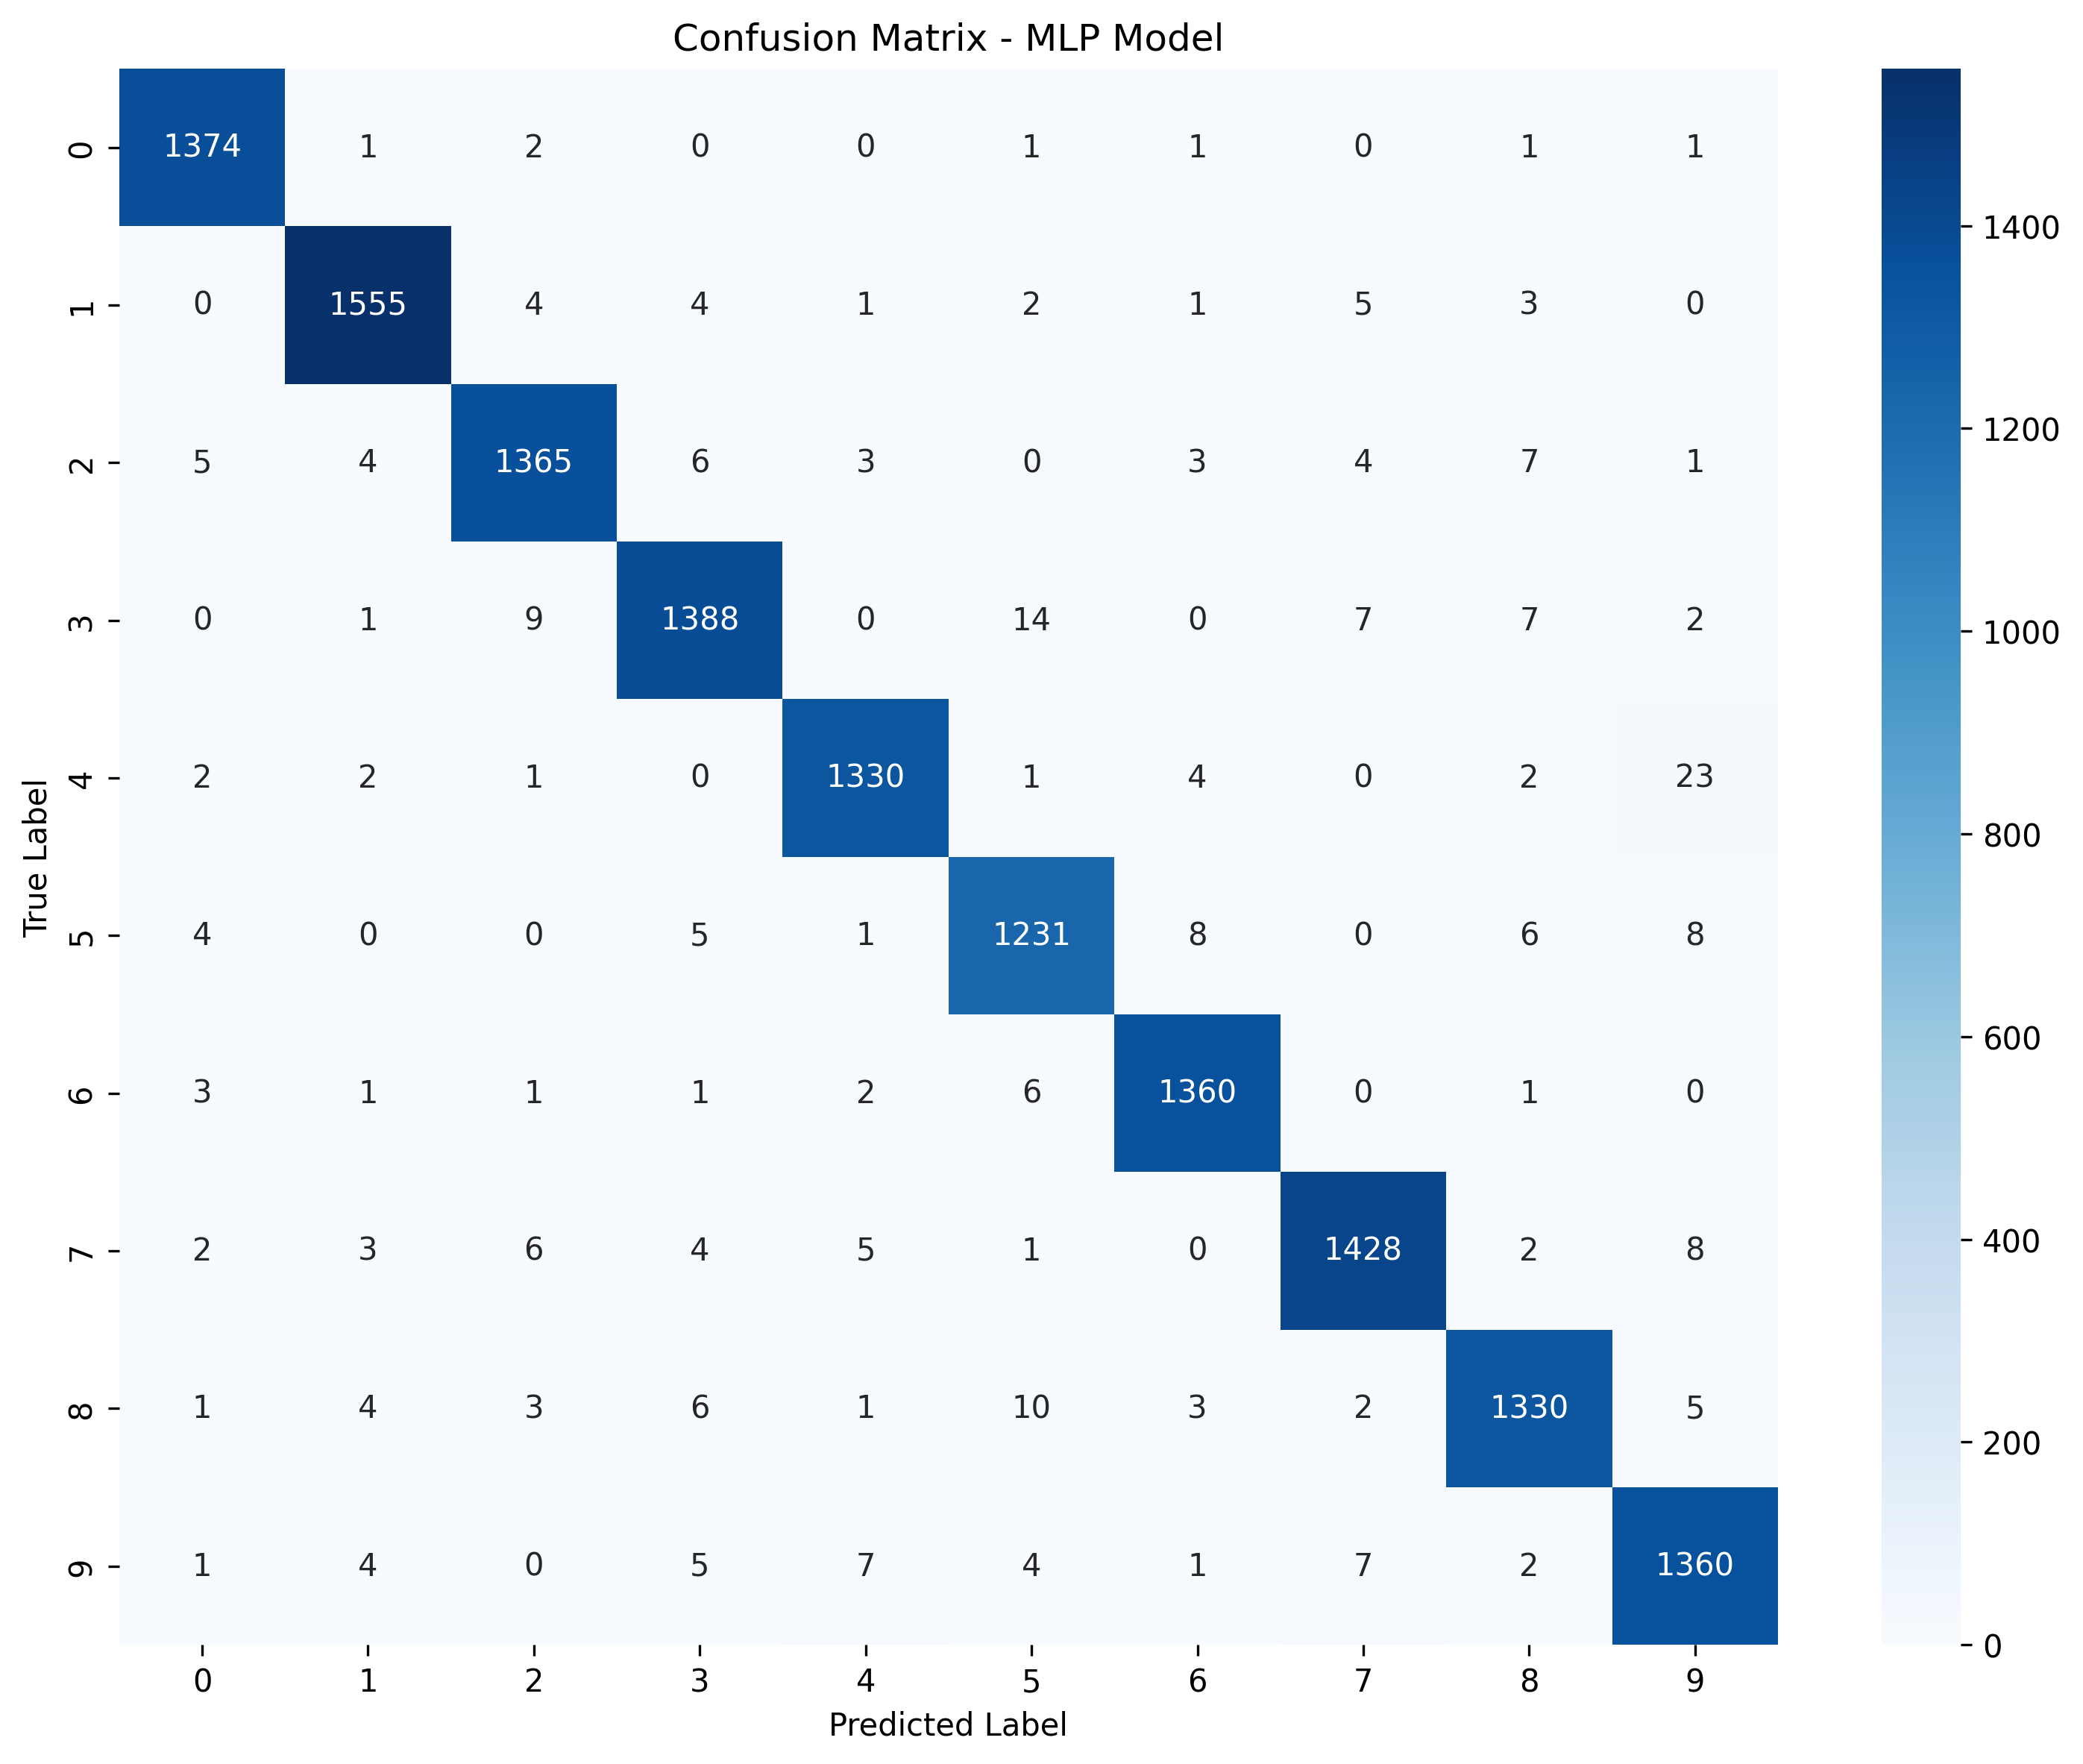 Confusion Matrix - MLP Model
True Label
0 1374 1 2 0 0 1 1 0 1 1
1 0 1555 4 4 1 2 1 5 3 0
2 5 4 1365 6 3 0 3 4 7 1
3 0 1 9 1388 0 14 0 7 7 2
4 2 2 1 0 1330 1 4 0 2 23
5 4 0 0 5 1 1231 8 0 6 8
6 3 1 1 1 2 6 1360 0 1 0
7 2 3 6 4 5 1 0 1428 2 8
8 1 4 3 6 1 10 3 2 1330 5
9 1 4 0 5 7 4 1 7 2 1360
0 1 2 3 4 5 6 7 8 9
Predicted Label
1400
1200
1000
800
600
400
200
0